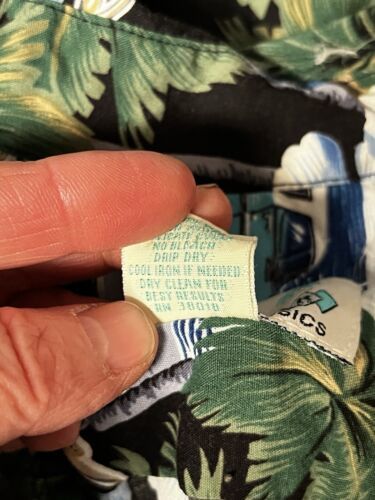 NO BLEACH
DRIP DRY
COOL IRON IF NEEDED
DRY CLEAN FOR
BEST RESULTS
RN 38010
SICS